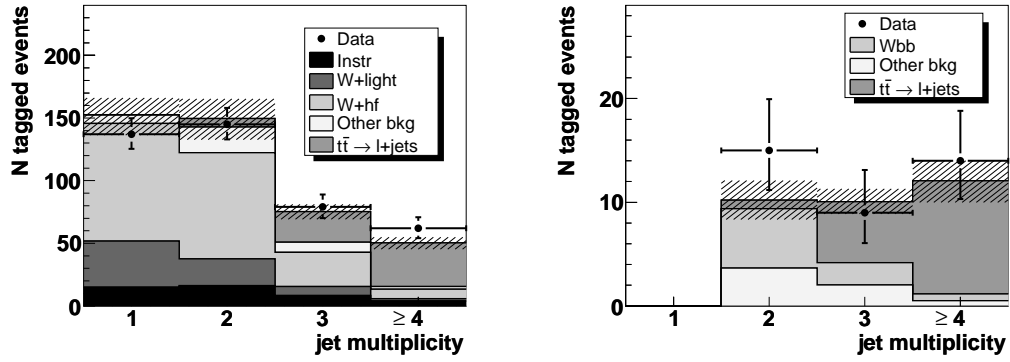 N tagged events
200
150
100
50
0
Data
Instr
W+light
W+hf
Other bkg
tt̄ → l+jets
1 2 3 ≥ 4
jet multiplicity
N tagged events
20
10
0
Data
Wbb
Other bkg
tt̄ → l+jets
1 2 3 ≥ 4
jet multiplicity